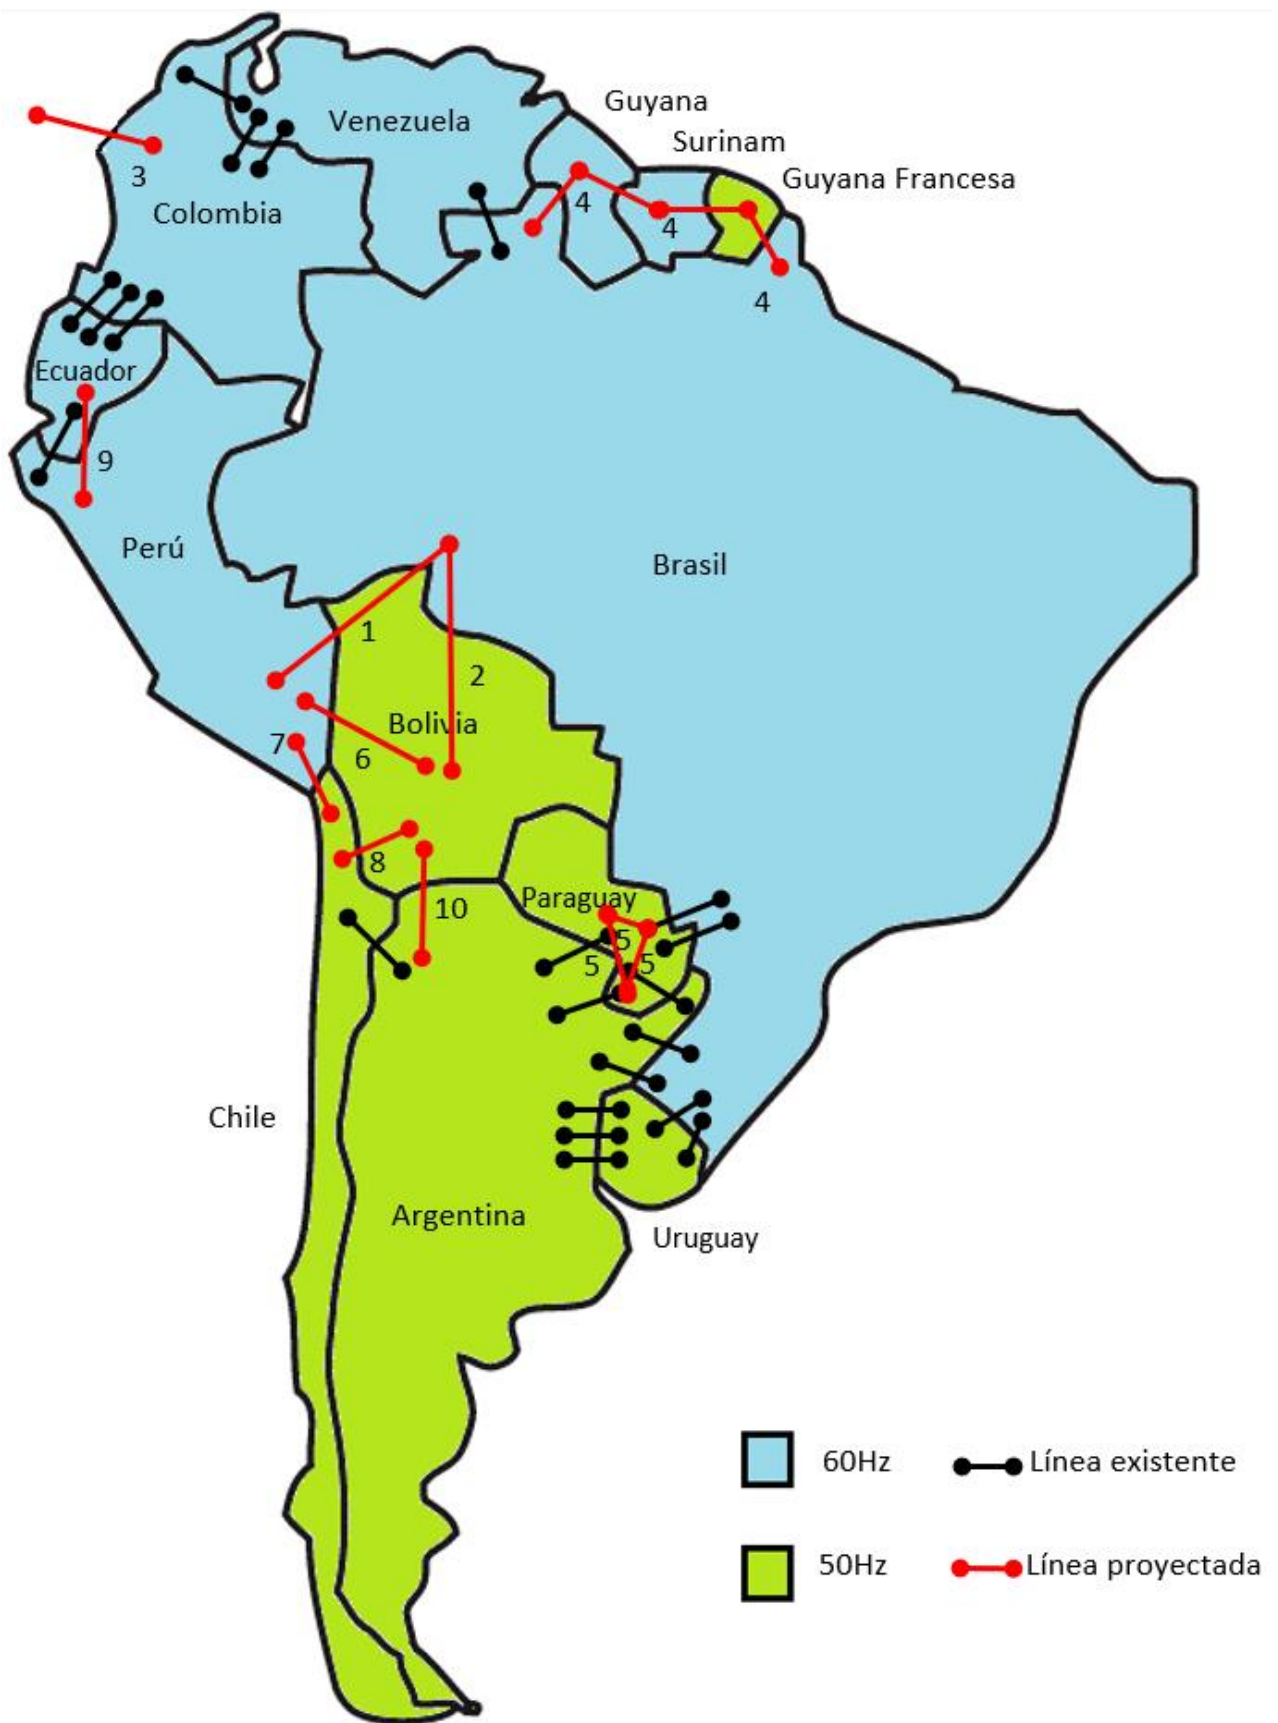 Guyana
Venezuela
Surinam
3
Guyana Francesa
Colombia
4
4
4
Ecuador
9
Perú
Brasil
1
2
Bolivia
7
6
8
Paraguay
10
5
5
5
Chile
Argentina
Uruguay
60Hz
Línea existente
50Hz
Línea proyectada